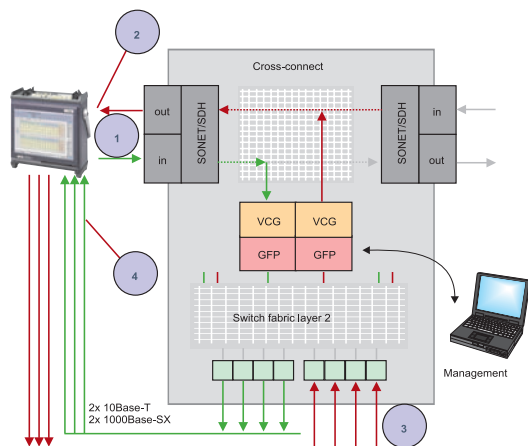 2
Cross-connect
out
SONET/SDH
in
1
in
SONET/SDH
out
VCG
VCG
GFP
GFP
4
Switch fabric layer 2
Management
2x 10Base-T
2x 1000Base-SX
3